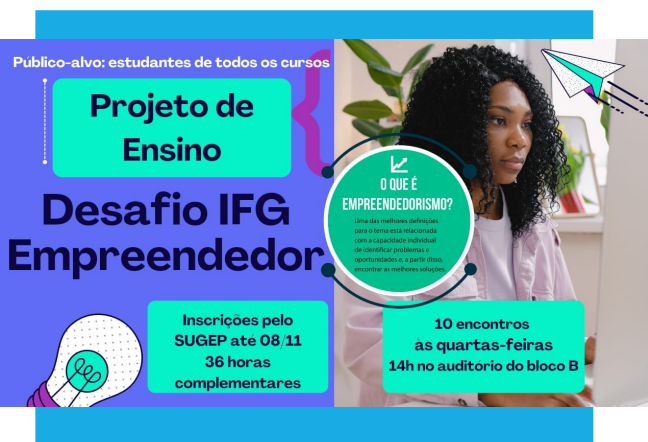 Público-alvo: estudantes de todos os cursos
Projeto de
Ensino
Desafio IFG
Empreendedor
O QUE É
EMPREENDEDORISMO?
Uma das melhores definições
para o tema está relacionada
com a capacidade individual
de identificar problemas e
oportunidades e, a partir disso,
encontrar as melhores soluções.
Inscrições pelo
SUGEP até 08/11
36 horas
complementares
10 encontros
às quartas-feiras
14h no auditório do bloco B